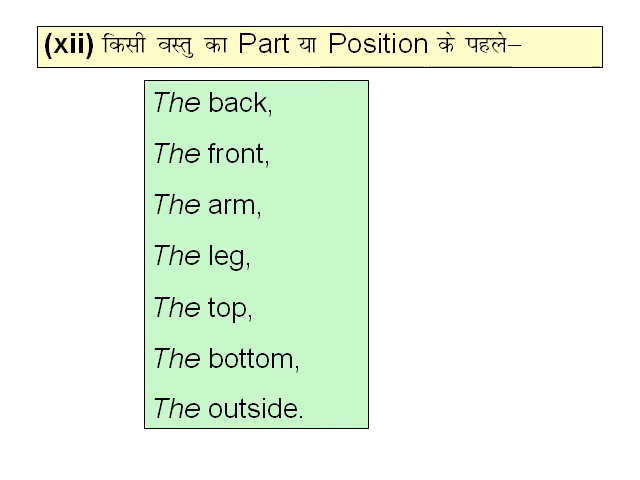 (xii) किसी वस्तु का Part या Position के पहले–
The back,
The front,
The arm,
The leg,
The top,
The bottom,
The outside.